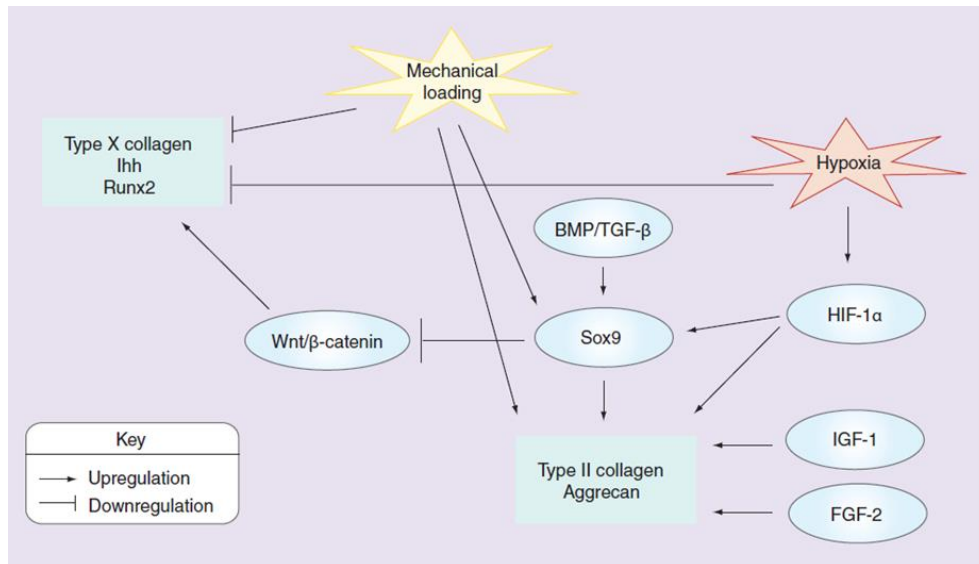 Mechanical
loading
Type X collagen
Ihh
Runx2
Hypoxia
BMP/TGF-β
HIF-1α
Wnt/β-catenin
Sox9
Key
Upregulation
Downregulation
Type II collagen
Aggrecan
IGF-1
FGF-2